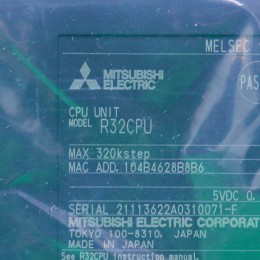 MELSEC
MITSUBISHI
ELECTRIC
PAS
CPU UNIT
MODEL R32CPU
MAX 320kstep
MAC ADD. 104B4628B8B6
5VDC 0.
SERIAL 21113622A0310071-F
MITSUBISHI ELECTRIC CORPORAT
TOKYO 100-8310, JAPAN
MADE IN JAPAN
See R32CPU instruction manual.